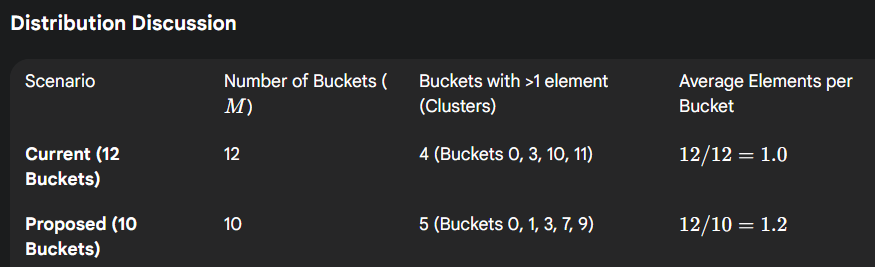 Distribution Discussion
Scenario
Number of Buckets (
M)
Buckets with >1 element
(Clusters)
Average Elements per
Bucket
Current (12
Buckets)
12
4 (Buckets 0, 3, 10, 11)
12/12 = 1.0
Proposed (10
Buckets)
10
5 (Buckets 0, 1, 3, 7, 9)
12/10 = 1.2